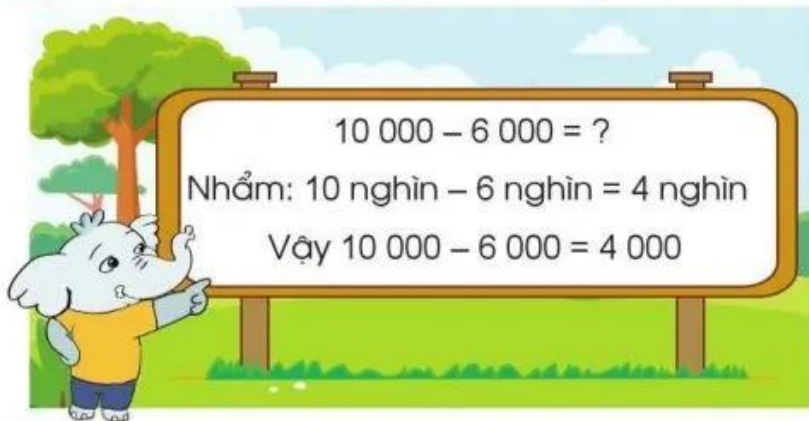 10 000 – 6 000 = ?
Nhẩm: 10 nghìn – 6 nghìn = 4 nghìn
Vậy 10 000 – 6 000 = 4 000